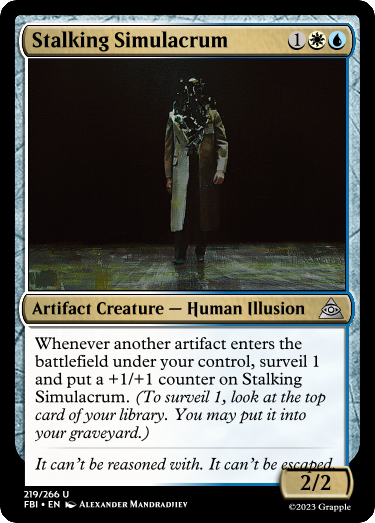 Stalking Simulacrum 1
Artifact Creature — Human Illusion
Whenever another artifact enters the
battlefield under your control, surveil 1
and put a +1/+1 counter on Stalking
Simulacrum. (To surveil 1, look at the top
card of your library. You may put it into
your graveyard.)
It can't be reasoned with. It can't be escaped.
2/2
219/266 U
FBI • EN Alexander Mandradjiev
©2023 Grapple